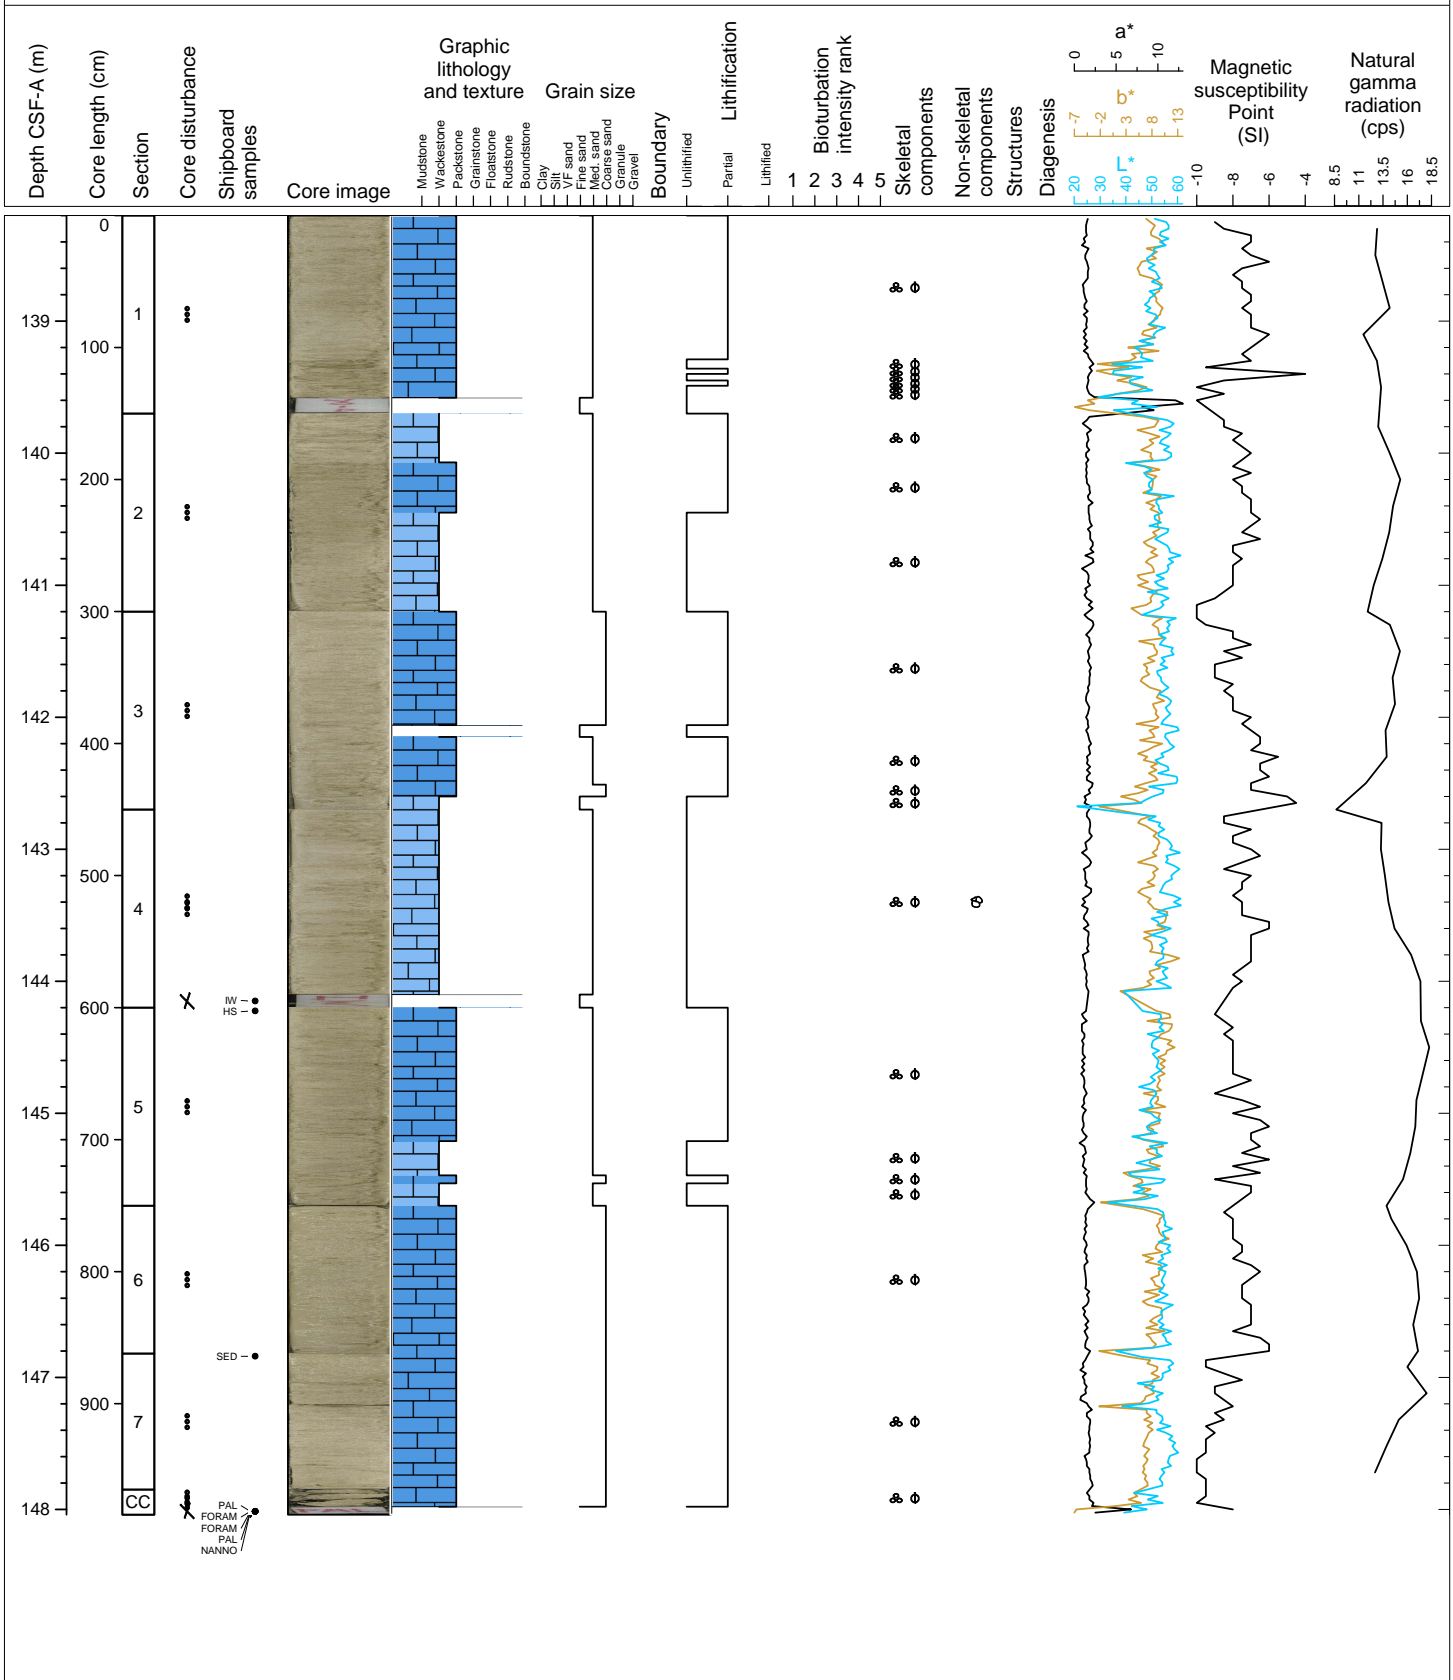 Depth CSF-A (m)
Core length (cm)
Section
Core disturbance
Shipboard
samples
Core image
Graphic
lithology
and texture
Mudstone
Wackestone
Packstone
Grainstone
Floatstone
Rudstone
Boundstone
Grain size
Clay
Silt
VF sand
Fine sand
Med. sand
Coarse sand
Granule
Gravel
Boundary
Lithification
Unlithified
Partial
Lithified
Bioturbation
intensity rank
1 2 3 4 5
Skeletal
components
Non-skeletal
components
Structures
Diagenesis
a*
0 5 10
b*
-7 -2 3 8 13
L*
20 30 40 50 60
Magnetic
susceptibility
Point
(SI)
-10 -8 -6 -4
Natural
gamma
radiation
(cps)
8.5 11 13.5 16 18.5
0
1
139
100
140
200
2
141
300
3
142
400
143
500
4
144
IW
600
HS
5
145
700
146
6
800
SED
147
900
7
CC
148
PAL
FORAM
FORAM
PAL
NANNO